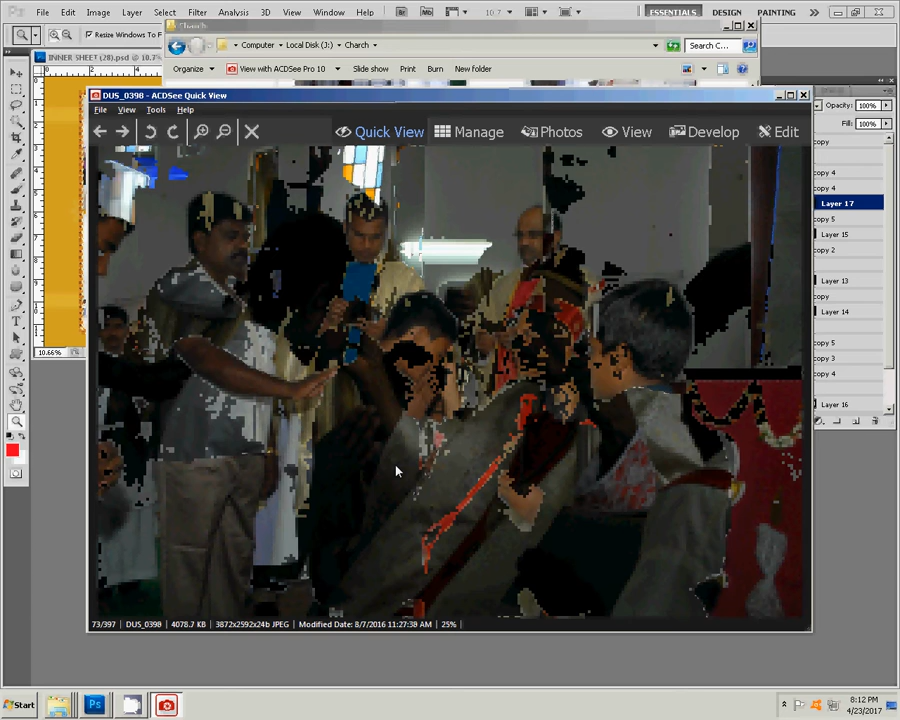 File Edit Image Layer Select Filter Analysis 3D View Window Help
10.7
ESSENTIALS DESIGN PAINTING
Resize Windows To F
INNER SHEET (28).psd @ 10.7%
Computer Local Disk (J:) Charch
Search C...
Organize View with ACDSee Pro 10 Slide show Print Burn New folder
DUS_0398 - ACDSee Quick View
File View Tools Help
Quick View Manage Photos View Develop Edit
Opacity: 100%
Fill: 100%
copy
copy 4
copy 4
Layer 17
copy 5
Layer 15
copy 2
Layer 13
copy
Layer 14
copy 5
copy 3
copy 4
Layer 16
10.66%
73/397 DUS_0398 4078.7 KB 3872x2592x24b JPEG Modified Date: 8/7/2016 11:27:38 AM 25%
Start
8:12 PM
4/23/2017